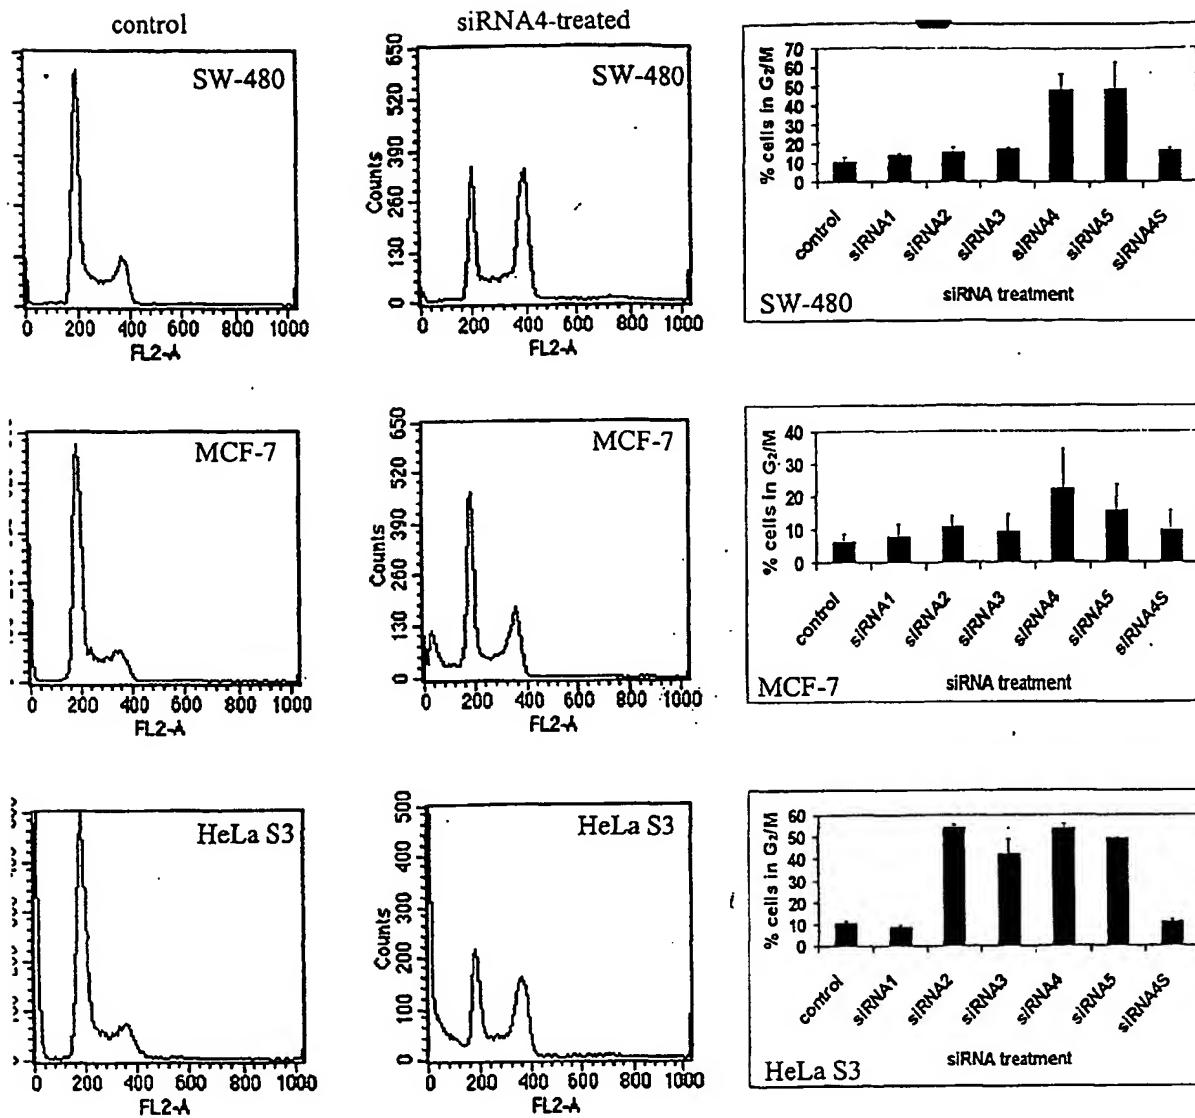 control
siRNA4-treated
SW-480
0 200 400 600 800 1000
FL2-A
SW-480
Counts
650
520
390
260
130
0
0 200 400 600 800 1000
FL2-A
% cells in G2/M
70
60
50
40
30
20
10
0
control
siRNA1
siRNA2
siRNA3
siRNA4
siRNA5
siRNA4S
siRNA treatment
SW-480
MCF-7
0 200 400 600 800 1000
FL2-A
MCF-7
Counts
650
520
390
260
130
0
0 200 400 600 800 1000
FL2-A
% cells in G2/M
40
30
20
10
0
control
siRNA1
siRNA2
siRNA3
siRNA4
siRNA5
siRNA4S
siRNA treatment
MCF-7
HeLa S3
0 200 400 600 800 1000
FL2-A
HeLa S3
Counts
500
400
300
200
100
0
0 200 400 600 800 1000
FL2-A
i
% cells in G2/M
60
50
40
30
20
10
0
control
siRNA1
siRNA2
siRNA3
siRNA4
siRNA5
siRNA4S
siRNA treatment
HeLa S3